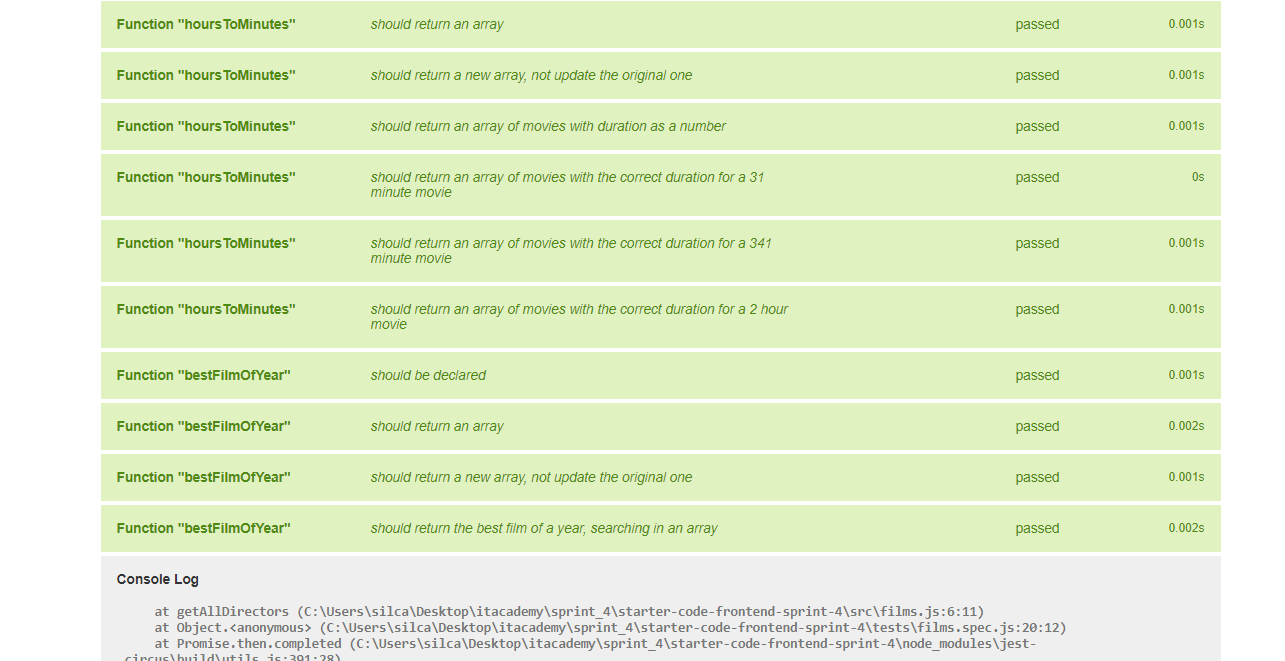 Function "hoursToMinutes" should return an array passed 0.001s
Function "hoursToMinutes" should return a new array, not update the original one passed 0.001s
Function "hoursToMinutes" should return an array of movies with duration as a number passed 0.001s
Function "hoursToMinutes" should return an array of movies with the correct duration for a 31 passed 0s
minute movie
Function "hoursToMinutes" should return an array of movies with the correct duration for a 341 passed 0.001s
minute movie
Function "hoursToMinutes" should return an array of movies with the correct duration for a 2 hour passed 0.001s
movie
Function "bestFilmOfYear" should be declared passed 0.001s
Function "bestFilmOfYear" should return an array passed 0.002s
Function "bestFilmOfYear" should return a new array, not update the original one passed 0.001s
Function "bestFilmOfYear" should return the best film of a year, searching in an array passed 0.002s
Console Log
at getAllDirectors (C:\Users\silca\Desktop\itacademy\sprint_4\starter-code-frontend-sprint-4\src\films.js:6:11)
at Object.<anonymous> (C:\Users\silca\Desktop\itacademy\sprint_4\starter-code-frontend-sprint-4\tests\films.spec.js:20:12)
at Promise.then.completed (C:\Users\silca\Desktop\itacademy\sprint_4\starter-code-frontend-sprint-4\node_modules\jest-
circus\build\utils.js:391:28)